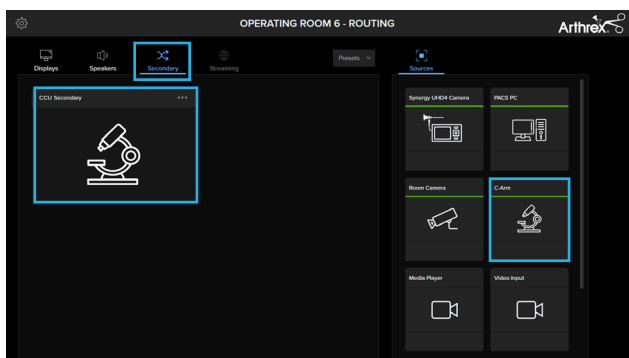 OPERATING ROOM 6 - ROUTING
Arthrex
Displays
Speakers
Secondary
Streaming
Presets
Sources
CCU Secondary
Synergy UHD4 Camera
PACS PC
Room Camera
C-Arm
Media Player
Video Input